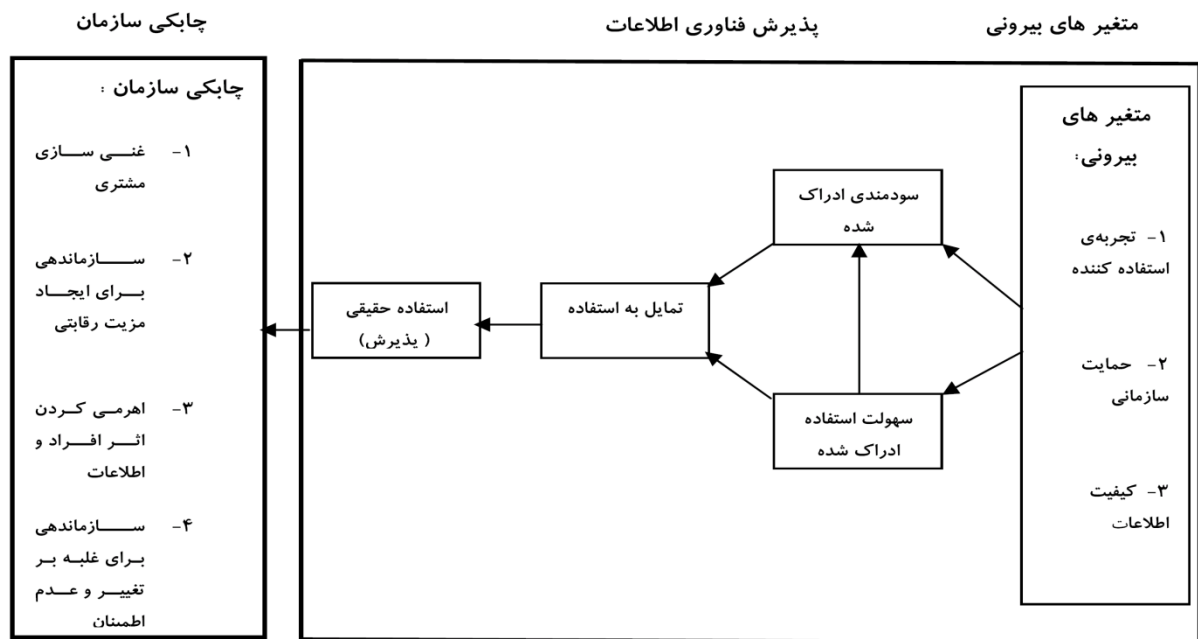 متغیر های بیرونی
پذیرش فناوری اطلاعات
چابکی سازمان
متغیر های
بیرونی:
۱- تجربه‌ی
استفاده کننده
۲- حمایت
سازمانی
۳- کیفیت
اطلاعات
سودمندی ادراک
شده
سهولت استفاده
ادراک شده
تمایل به استفاده
استفاده حقیقی
(پذیرش)
چابکی سازمان :
۱- غنی سازی
مشتری
۲- سازماندهی
برای ایجاد
مزیت رقابتی
۳- اهرمی کردن
اثر افراد و
اطلاعات
۴- سازماندهی
برای غلبه بر
تغییر و عدم
اطمینان